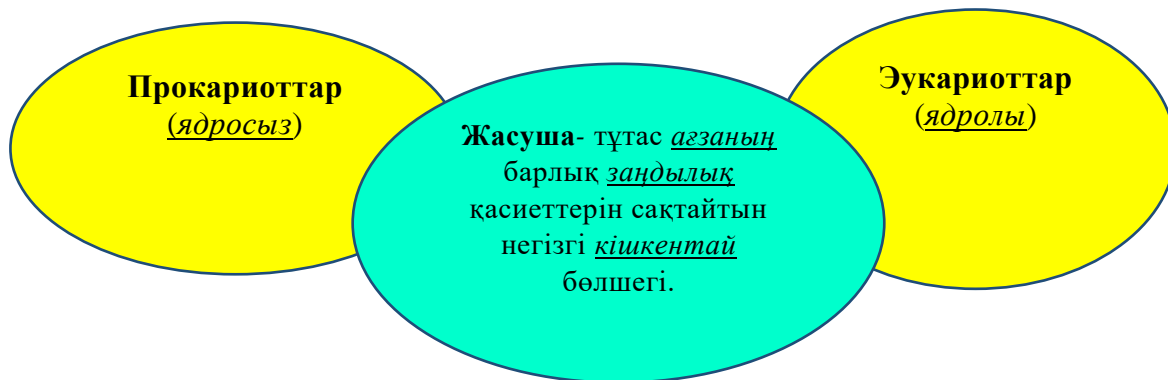 Прокариоттар
(ядросыз)
Жасуша- тұтас ағзаның
барлық заңдылық
қасиеттерін сақтайтын
негізгі кішкентай
бөлшегі.
Эукариоттар
(ядролы)